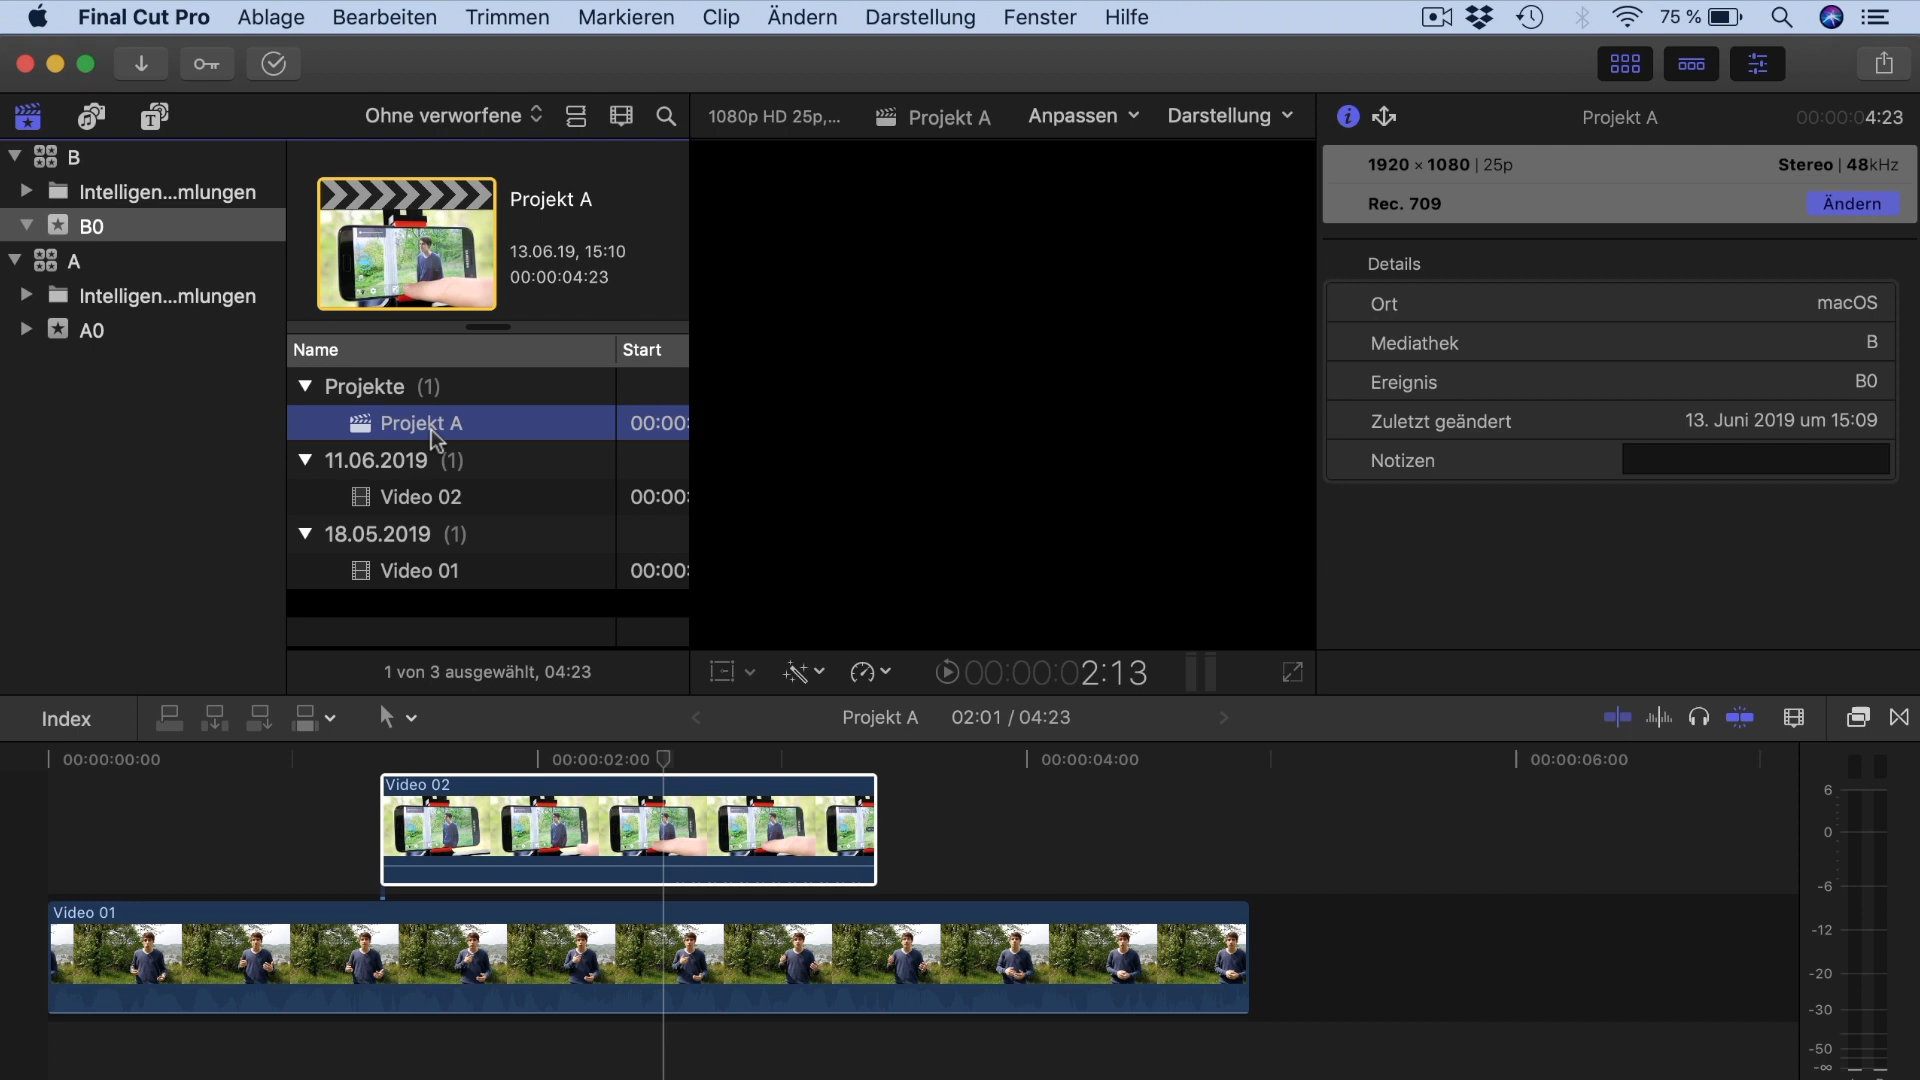 Final Cut Pro Ablage Bearbeiten Trimmen Markieren Clip Ändern Darstellung Fenster Hilfe 75 %
Ohne verworfene
1080p HD 25p,... Projekt A Anpassen Darstellung
Projekt A 00:00:04:23
B
Intelligen...mlungen
B0
A
Intelligen...mlungen
A0
Projekt A
13.06.19, 15:10
00:00:04:23
Name Start
Projekte (1)
Projekt A 00:00:
11.06.2019 (1)
Video 02 00:00:
18.05.2019 (1)
Video 01 00:00:
1 von 3 ausgewählt, 04:23
00:00:02:13
1920 × 1080 | 25p Stereo | 48kHz
Rec. 709 Ändern
Details
Ort macOS
Mediathek B
Ereignis B0
Zuletzt geändert 13. Juni 2019 um 15:09
Notizen
Index Projekt A 02:01 / 04:23
00:00:00:00 00:00:02:00 00:00:04:00 00:00:06:00
Video 02
Video 01
6
0
-6
-12
-20
-30
-50
-∞